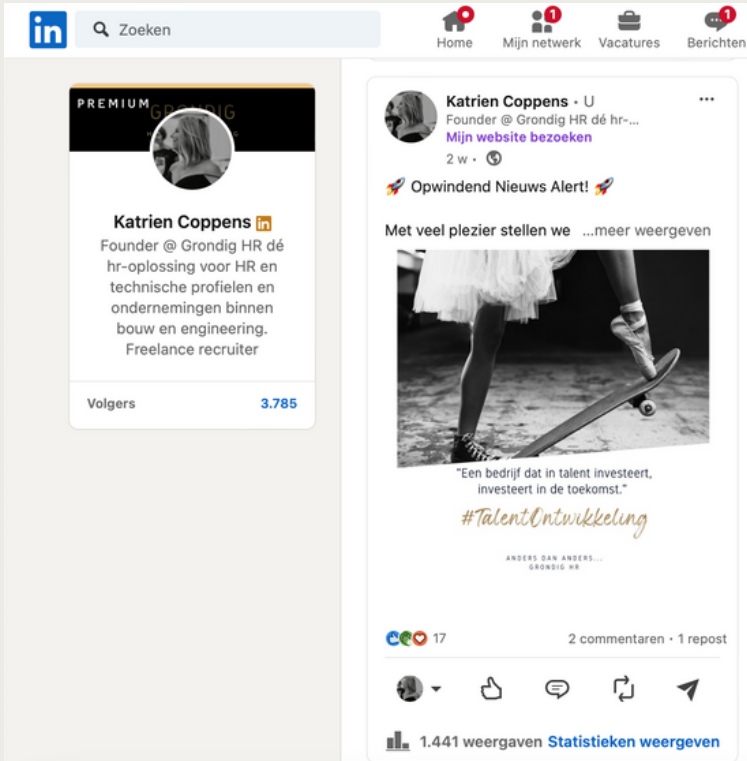 in
Zoeken
Home
1
Mijn netwerk
Vacatures
1
Berichten
PREMIUM
GRONDIG
Katrien Coppens in
Founder @ Grondig HR dé
hr-oplossing voor HR en
technische profielen en
ondernemingen binnen
bouw en engineering.
Freelance recruiter
Volgers 3.785
Katrien Coppens • U
Founder @ Grondig HR dé hr-...
Mijn website bezoeken
2 w •
🚀 Opwindend Nieuws Alert! 🚀
Met veel plezier stellen we ...meer weergeven
"Een bedrijf dat in talent investeert,
investeert in de toekomst."
#TalentOntwikkeling
ANDERS DAN ANDERS...
GRONDIG HR
17 2 commentaren • 1 repost
1.441 weergaven Statistieken weergeven